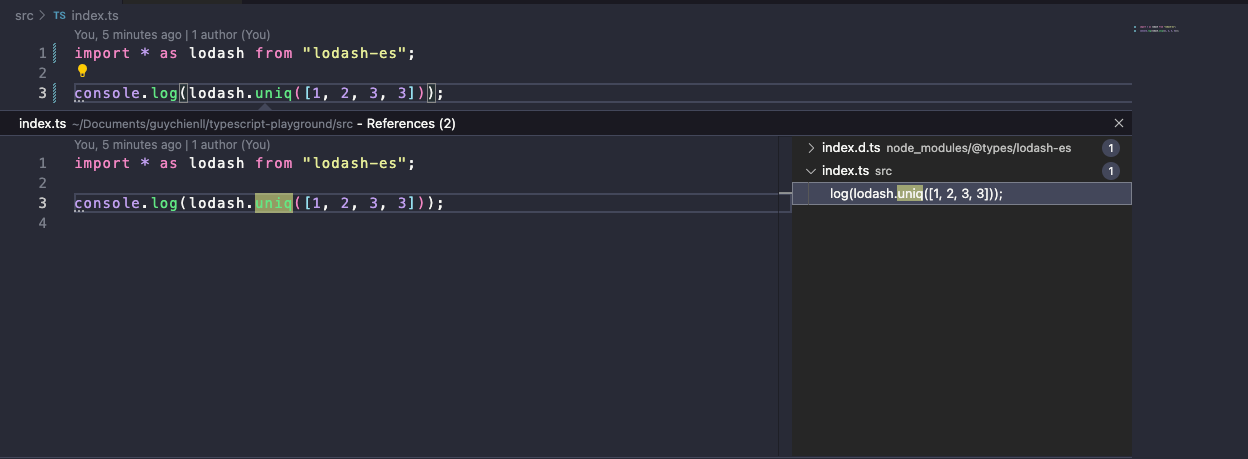 src > TS index.ts
You, 5 minutes ago | 1 author (You)
1 import * as lodash from "lodash-es";
2
3 console.log(lodash.uniq([1, 2, 3, 3]));
index.ts ~/Documents/guychienll/typescript-playground/src - References (2)
You, 5 minutes ago | 1 author (You)
1 import * as lodash from "lodash-es";
2
3 console.log(lodash.uniq([1, 2, 3, 3]));
4
index.d.ts node_modules/@types/lodash-es 1
index.ts src 1
log(lodash.uniq([1, 2, 3, 3]));